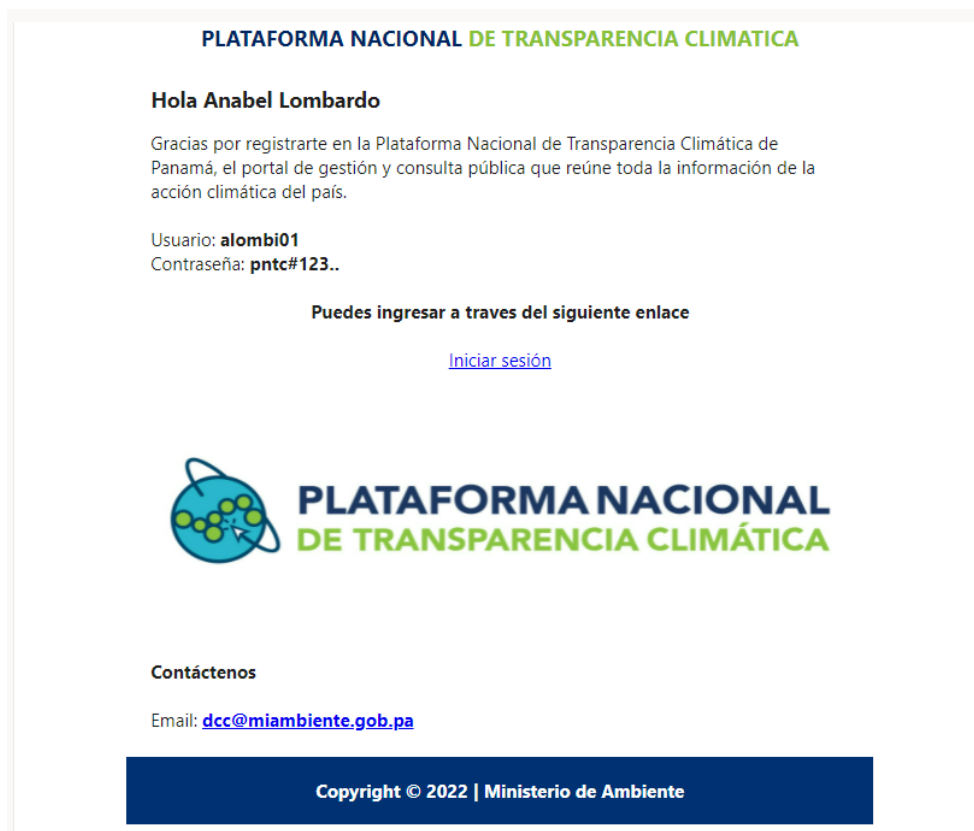 PLATAFORMA NACIONAL DE TRANSPARENCIA CLIMATICA
Hola Anabel Lombardo
Gracias por registrarte en la Plataforma Nacional de Transparencia Climática de
Panamá, el portal de gestión y consulta pública que reúne toda la información de la
acción climática del país.
Usuario: alombi01
Contraseña: pntc#123..
Puedes ingresar a traves del siguiente enlace
Iniciar sesión
PLATAFORMA NACIONAL
DE TRANSPARENCIA CLIMÁTICA
Contáctenos
Email: dcc@miambiente.gob.pa
Copyright © 2022 | Ministerio de Ambiente